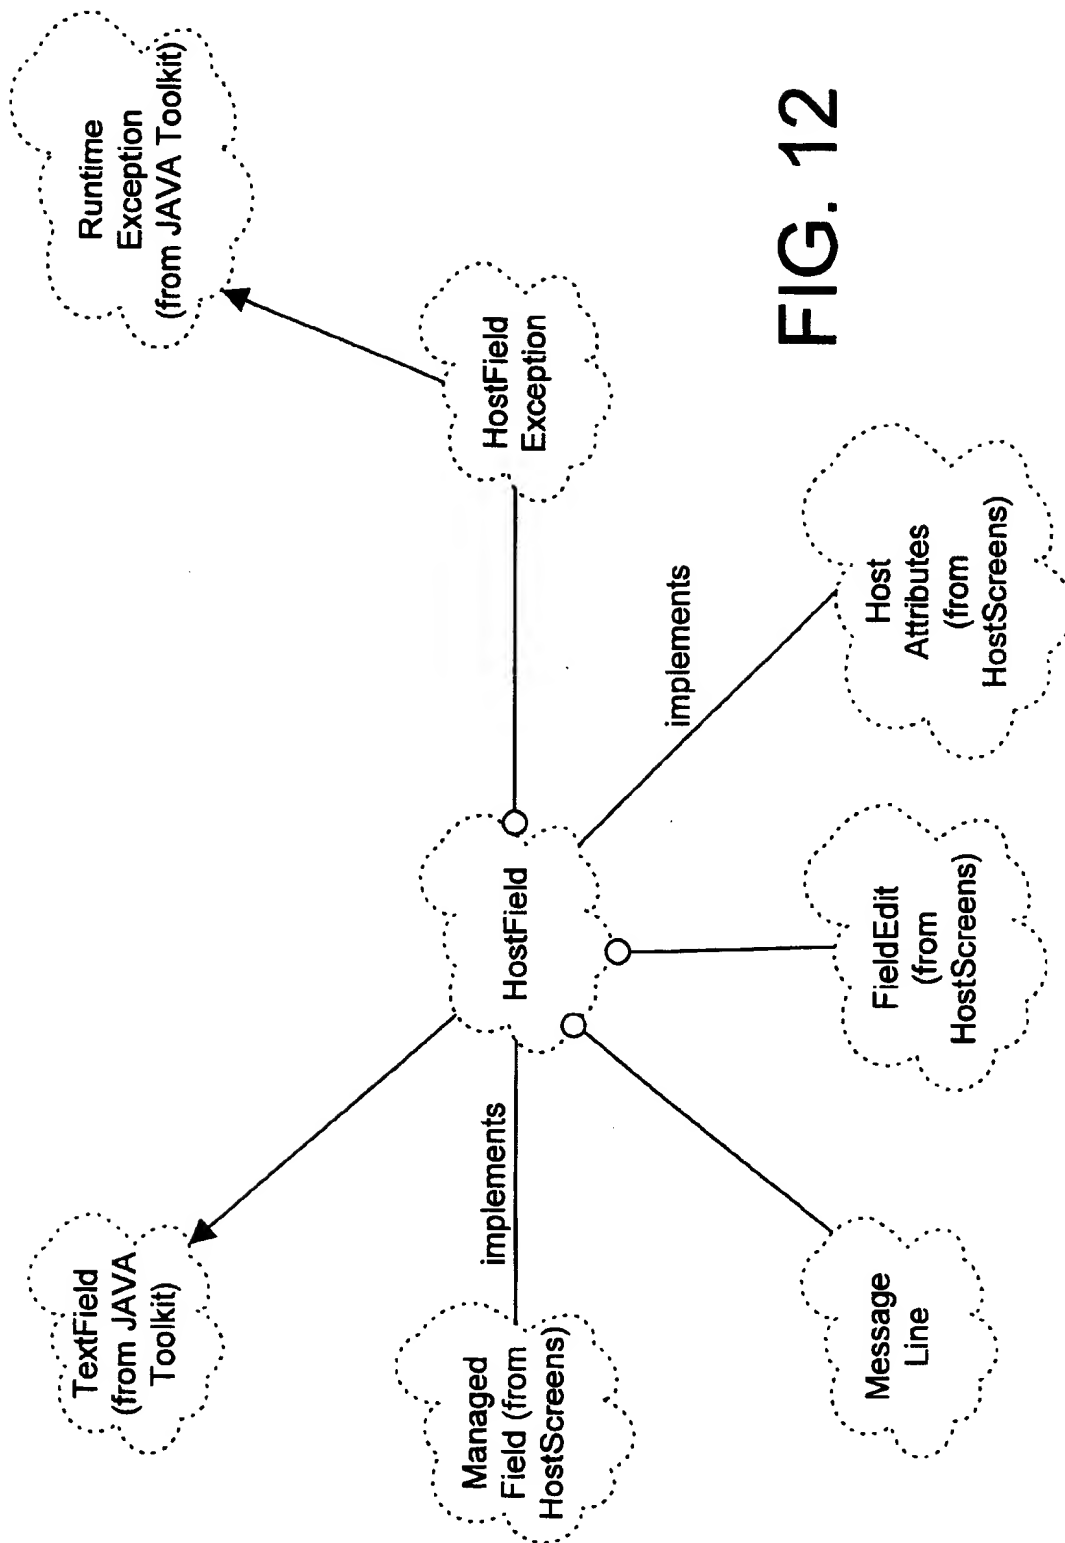 TextField
(from JAVA
Toolkit)
Runtime
Exception
(from JAVA Toolkit)
Managed
Field (from
HostScreens)
implements
HostField
HostField
Exception
implements
Message
Line
FieldEdit
(from
HostScreens)
Host
Attributes
(from
HostScreens)
FIG. 12